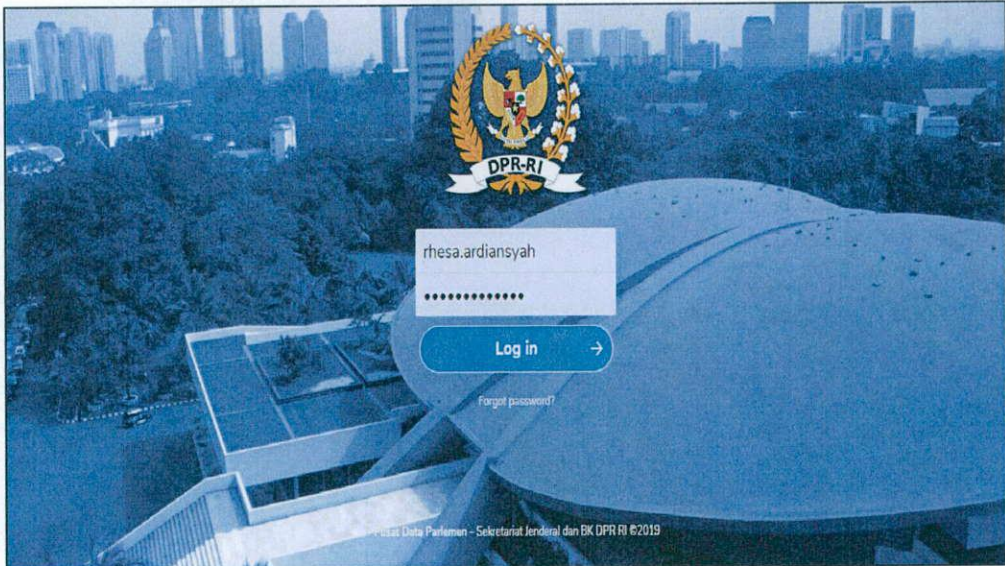 DPR-RI
rhesa.ardiansyah
•••••••••••••
Log in →
Forgot password?
Pusat Data Parlemen - Sekretariat Jenderal dan BK DPR RI ©2019